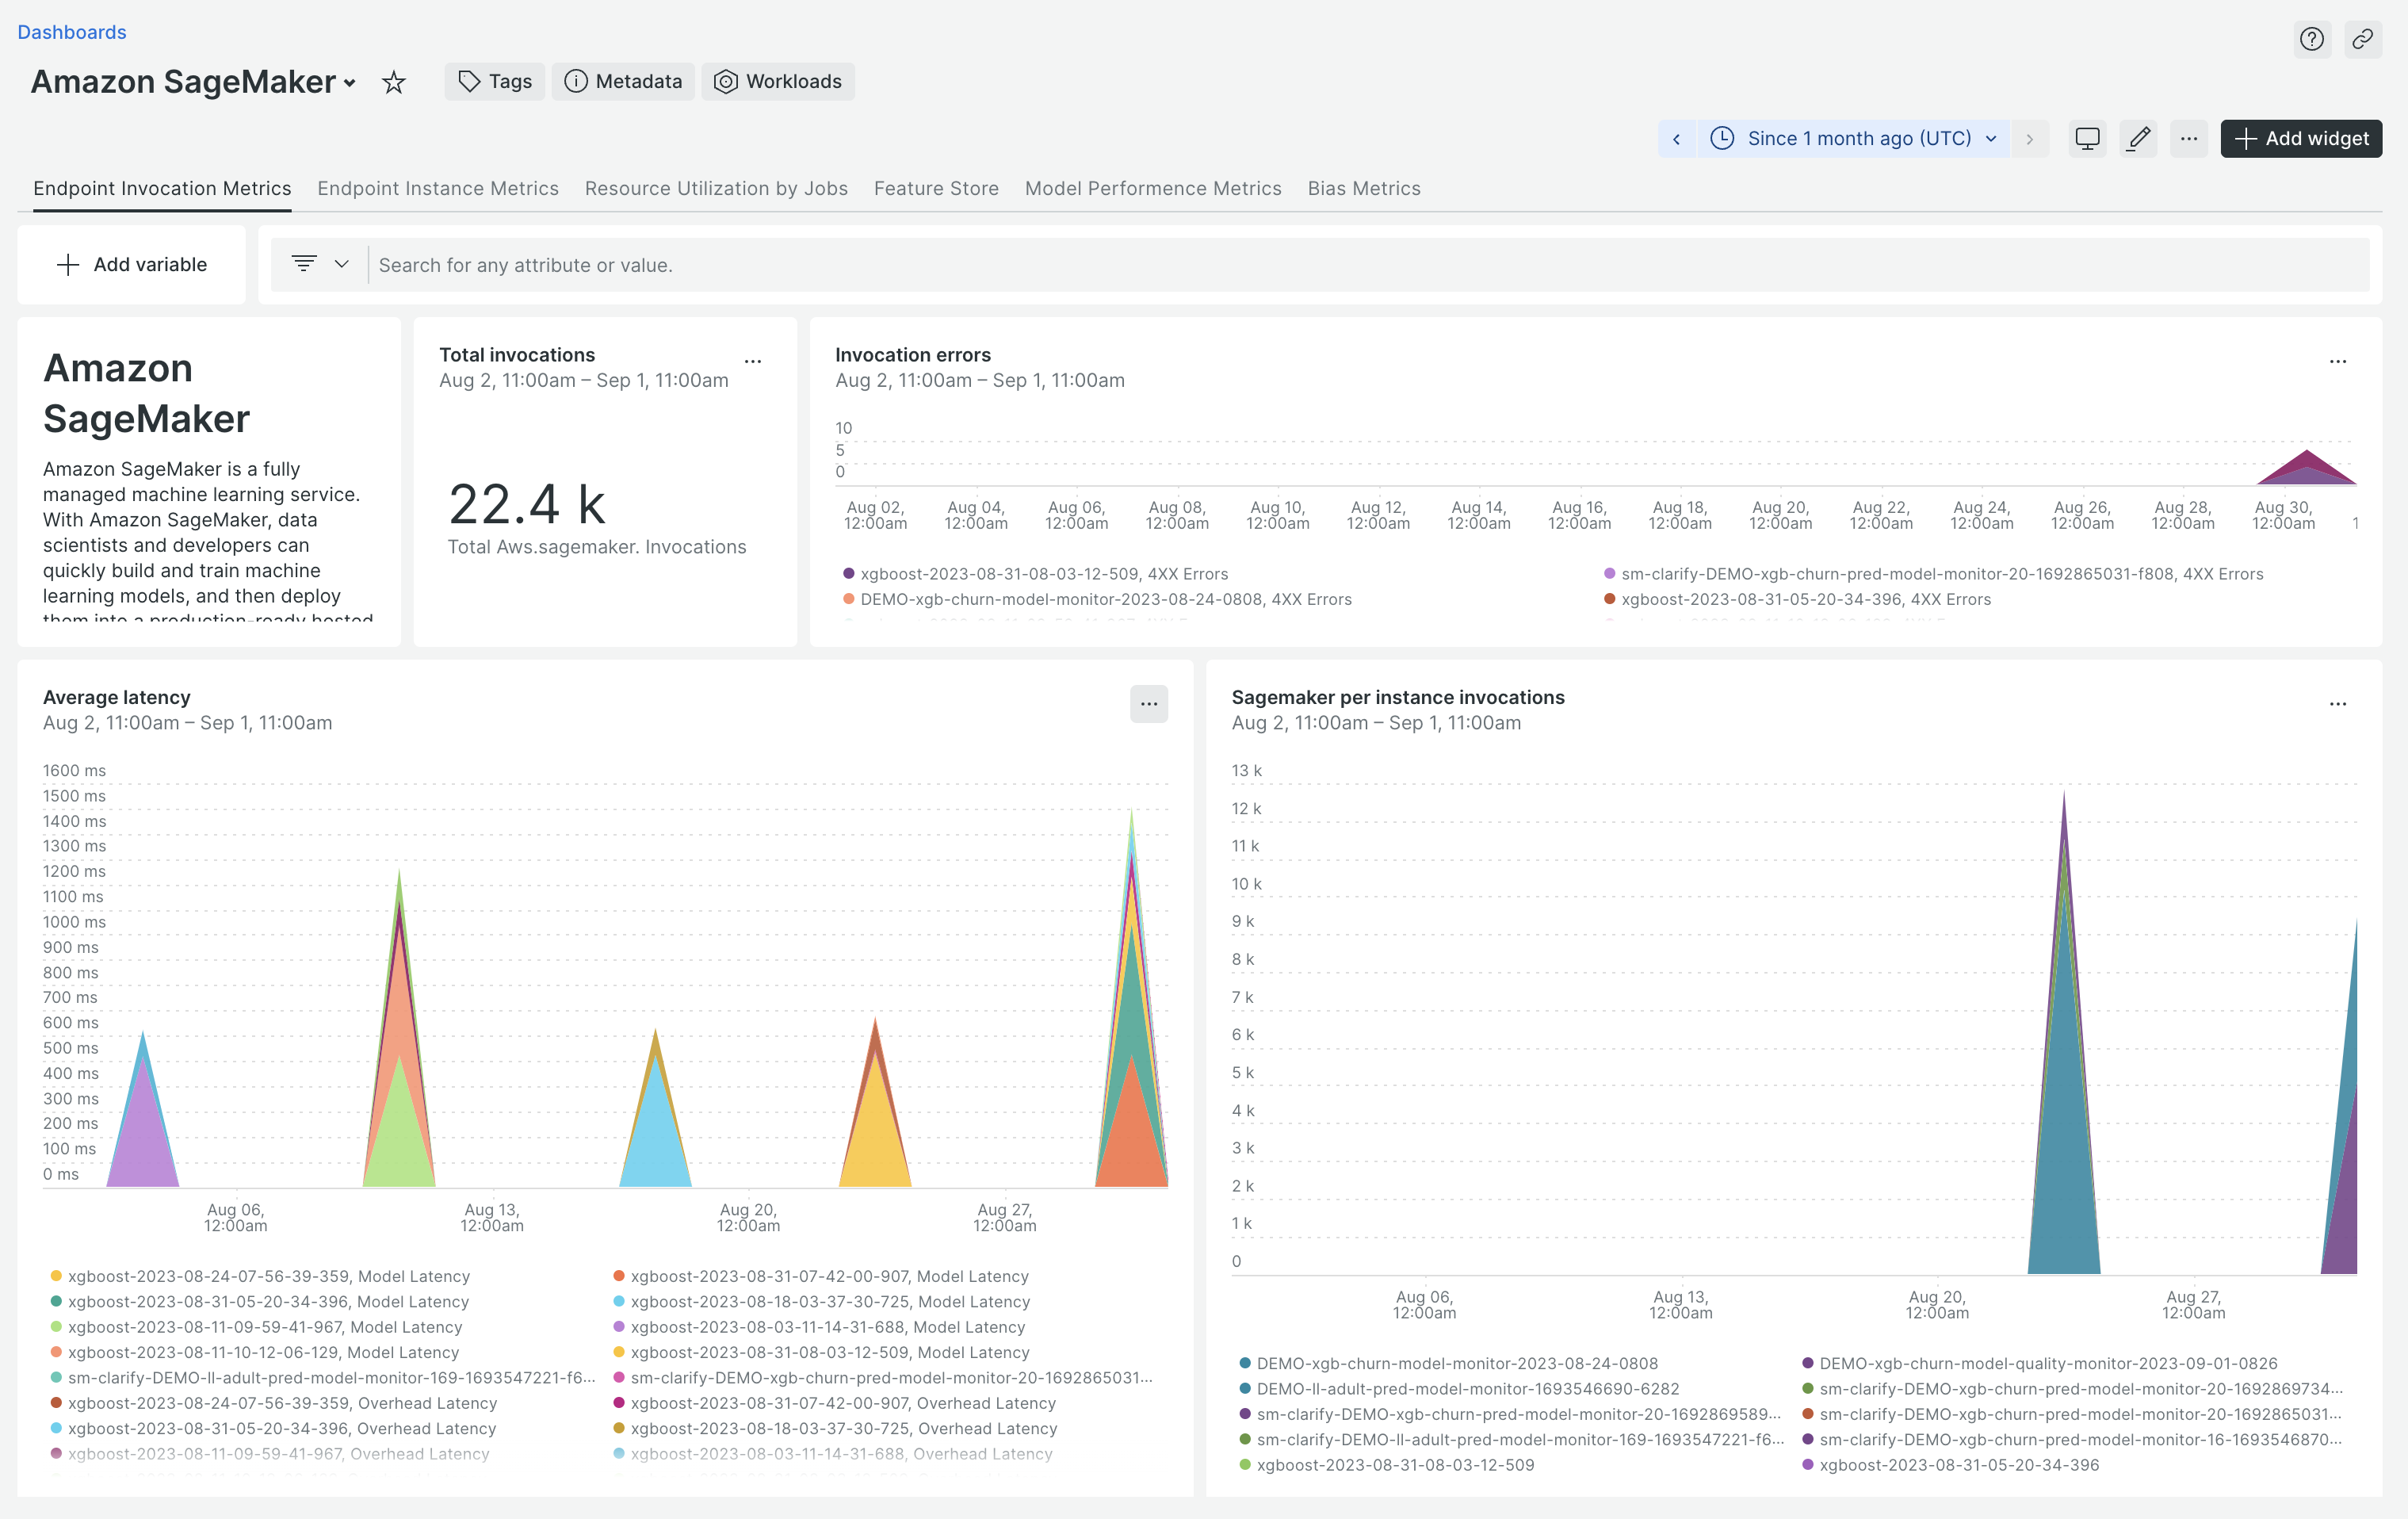 Dashboards
Amazon SageMaker
Tags
Metadata
Workloads
Since 1 month ago (UTC)
Add widget
Endpoint Invocation Metrics
Endpoint Instance Metrics
Resource Utilization by Jobs
Feature Store
Model Performence Metrics
Bias Metrics
Add variable
Search for any attribute or value.
Amazon
SageMaker
Amazon SageMaker is a fully
managed machine learning service.
With Amazon SageMaker, data
scientists and developers can
quickly build and train machine
learning models, and then deploy
them into a production-ready hosted
Total invocations
Aug 2, 11:00am – Sep 1, 11:00am
22.4 k
Total Aws.sagemaker. Invocations
Invocation errors
Aug 2, 11:00am – Sep 1, 11:00am
10
5
0
Aug 02, 12:00am
Aug 04, 12:00am
Aug 06, 12:00am
Aug 08, 12:00am
Aug 10, 12:00am
Aug 12, 12:00am
Aug 14, 12:00am
Aug 16, 12:00am
Aug 18, 12:00am
Aug 20, 12:00am
Aug 22, 12:00am
Aug 24, 12:00am
Aug 26, 12:00am
Aug 28, 12:00am
Aug 30, 12:00am
1
xgboost-2023-08-31-08-03-12-509, 4XX Errors
sm-clarify-DEMO-xgb-churn-pred-model-monitor-20-1692865031-f808, 4XX Errors
DEMO-xgb-churn-model-monitor-2023-08-24-0808, 4XX Errors
xgboost-2023-08-31-05-20-34-396, 4XX Errors
Average latency
Aug 2, 11:00am – Sep 1, 11:00am
1600 ms
1500 ms
1400 ms
1300 ms
1200 ms
1100 ms
1000 ms
900 ms
800 ms
700 ms
600 ms
500 ms
400 ms
300 ms
200 ms
100 ms
0 ms
Aug 06, 12:00am
Aug 13, 12:00am
Aug 20, 12:00am
Aug 27, 12:00am
xgboost-2023-08-24-07-56-39-359, Model Latency
xgboost-2023-08-31-07-42-00-907, Model Latency
xgboost-2023-08-31-05-20-34-396, Model Latency
xgboost-2023-08-18-03-37-30-725, Model Latency
xgboost-2023-08-11-09-59-41-967, Model Latency
xgboost-2023-08-03-11-14-31-688, Model Latency
xgboost-2023-08-11-10-12-06-129, Model Latency
xgboost-2023-08-31-08-03-12-509, Model Latency
sm-clarify-DEMO-ll-adult-pred-model-monitor-169-1693547221-f6...
sm-clarify-DEMO-xgb-churn-pred-model-monitor-20-1692865031...
xgboost-2023-08-24-07-56-39-359, Overhead Latency
xgboost-2023-08-31-07-42-00-907, Overhead Latency
xgboost-2023-08-31-05-20-34-396, Overhead Latency
xgboost-2023-08-18-03-37-30-725, Overhead Latency
xgboost-2023-08-11-09-59-41-967, Overhead Latency
xgboost-2023-08-03-11-14-31-688, Overhead Latency
Sagemaker per instance invocations
Aug 2, 11:00am – Sep 1, 11:00am
13 k
12 k
11 k
10 k
9 k
8 k
7 k
6 k
5 k
4 k
3 k
2 k
1 k
0
Aug 06, 12:00am
Aug 13, 12:00am
Aug 20, 12:00am
Aug 27, 12:00am
DEMO-xgb-churn-model-monitor-2023-08-24-0808
DEMO-xgb-churn-model-quality-monitor-2023-09-01-0826
DEMO-ll-adult-pred-model-monitor-1693546690-6282
sm-clarify-DEMO-xgb-churn-pred-model-monitor-20-1692869734...
sm-clarify-DEMO-xgb-churn-pred-model-monitor-20-1692869589...
sm-clarify-DEMO-xgb-churn-pred-model-monitor-20-1692865031...
sm-clarify-DEMO-ll-adult-pred-model-monitor-169-1693547221-f6...
sm-clarify-DEMO-xgb-churn-pred-model-monitor-16-1693546870...
xgboost-2023-08-31-08-03-12-509
xgboost-2023-08-31-05-20-34-396